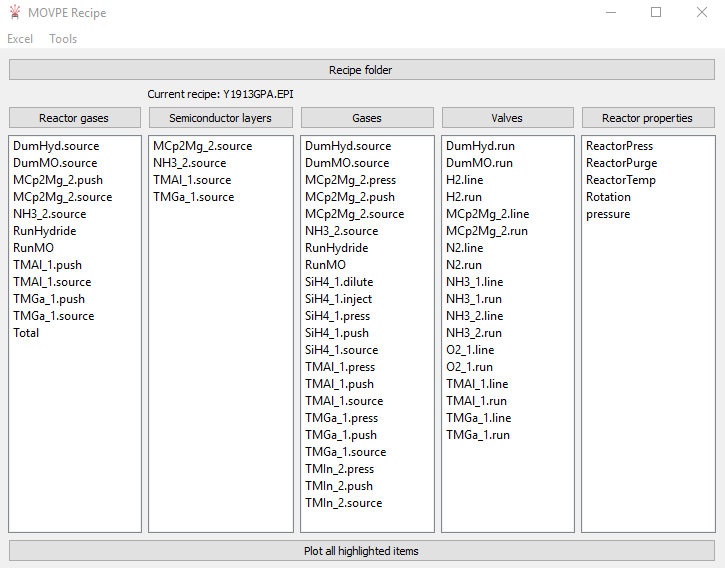 MOVPE Recipe
Excel Tools
Recipe folder
Current recipe: Y1913GPA.EPI
Reactor gases
DumHyd.source
DumMO.source
MCp2Mg_2.push
MCp2Mg_2.source
NH3_2.source
RunHydride
RunMO
TMAl_1.push
TMAl_1.source
TMGa_1.push
TMGa_1.source
Total
Semiconductor layers
MCp2Mg_2.source
NH3_2.source
TMAl_1.source
TMGa_1.source
Gases
DumHyd.source
DumMO.source
MCp2Mg_2.press
MCp2Mg_2.push
MCp2Mg_2.source
NH3_2.source
RunHydride
RunMO
SiH4_1.dilute
SiH4_1.inject
SiH4_1.press
SiH4_1.push
SiH4_1.source
TMAl_1.press
TMAl_1.push
TMAl_1.source
TMGa_1.press
TMGa_1.push
TMGa_1.source
TMIn_2.press
TMIn_2.push
TMIn_2.source
Valves
DumHyd.run
DumMO.run
H2.line
H2.run
MCp2Mg_2.line
MCp2Mg_2.run
N2.line
N2.run
NH3_1.line
NH3_1.run
NH3_2.line
NH3_2.run
O2_1.line
O2_1.run
TMAl_1.line
TMAl_1.run
TMGa_1.line
TMGa_1.run
Reactor properties
ReactorPress
ReactorPurge
ReactorTemp
Rotation
pressure
Plot all highlighted items